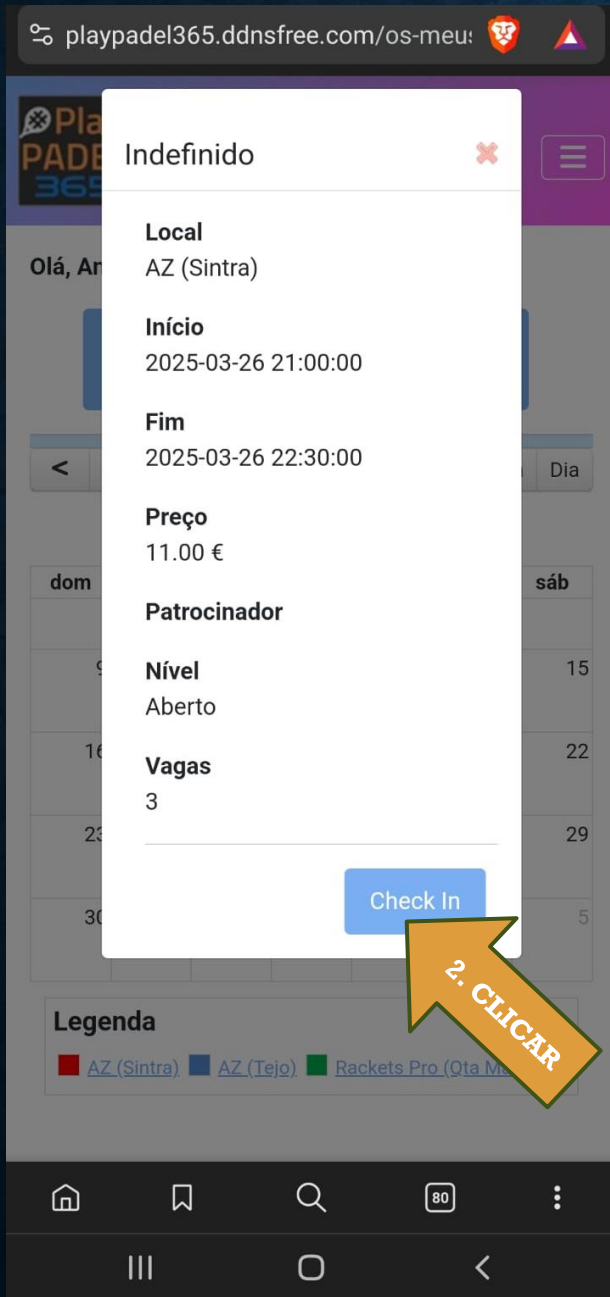 playpadel365.ddnsfree.com/os-meus
Pla
PADE
365
Indefinido
Olá, An
Local
AZ (Sintra)
Início
2025-03-26 21:00:00
Fim
2025-03-26 22:30:00
< Dia
Preço
11.00 €
dom sáb
Patrocinador
Nível
Aberto
9 15
Vagas
3
16 22
23 29
Check In
30 5
2. CLICAR
Legenda
AZ (Sintra) AZ (Tejo) Rackets Pro (Qta M
80